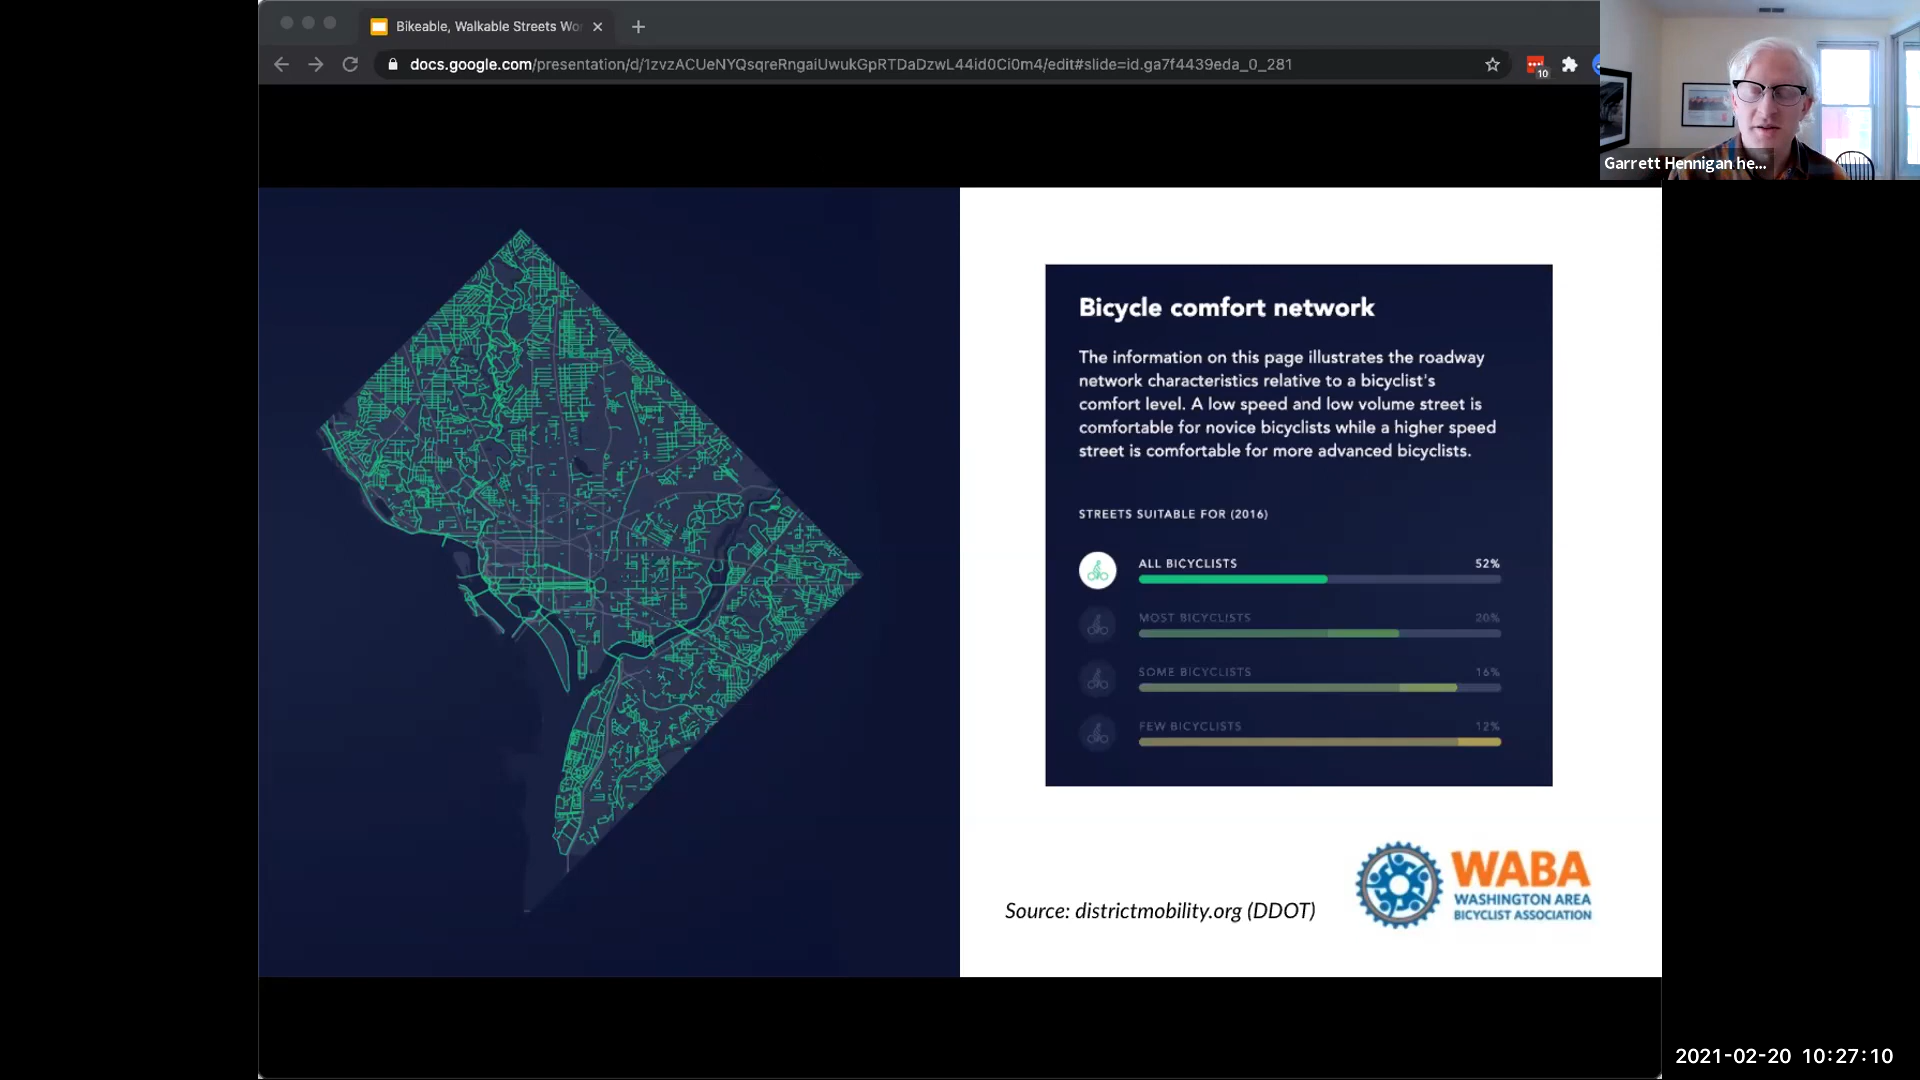 Bikeable, Walkable Streets Wo
docs.google.com/presentation/d/1zvzACUeNYQsqreRngaiUwukGpRTDaDzwL44id0Ci0m4/edit#slide=id.ga7f4439eda_0_281
10
Garrett Hennigan he...
Bicycle comfort network
The information on this page illustrates the roadway
network characteristics relative to a bicyclist's
comfort level. A low speed and low volume street is
comfortable for novice bicyclists while a higher speed
street is comfortable for more advanced bicyclists.
STREETS SUITABLE FOR (2016)
ALL BICYCLISTS 52%
MOST BICYCLISTS 20%
SOME BICYCLISTS 16%
FEW BICYCLISTS 12%
Source: districtmobility.org (DDOT)
WABA
WASHINGTON AREA
BICYCLIST ASSOCIATION
2021-02-20 10:27:10